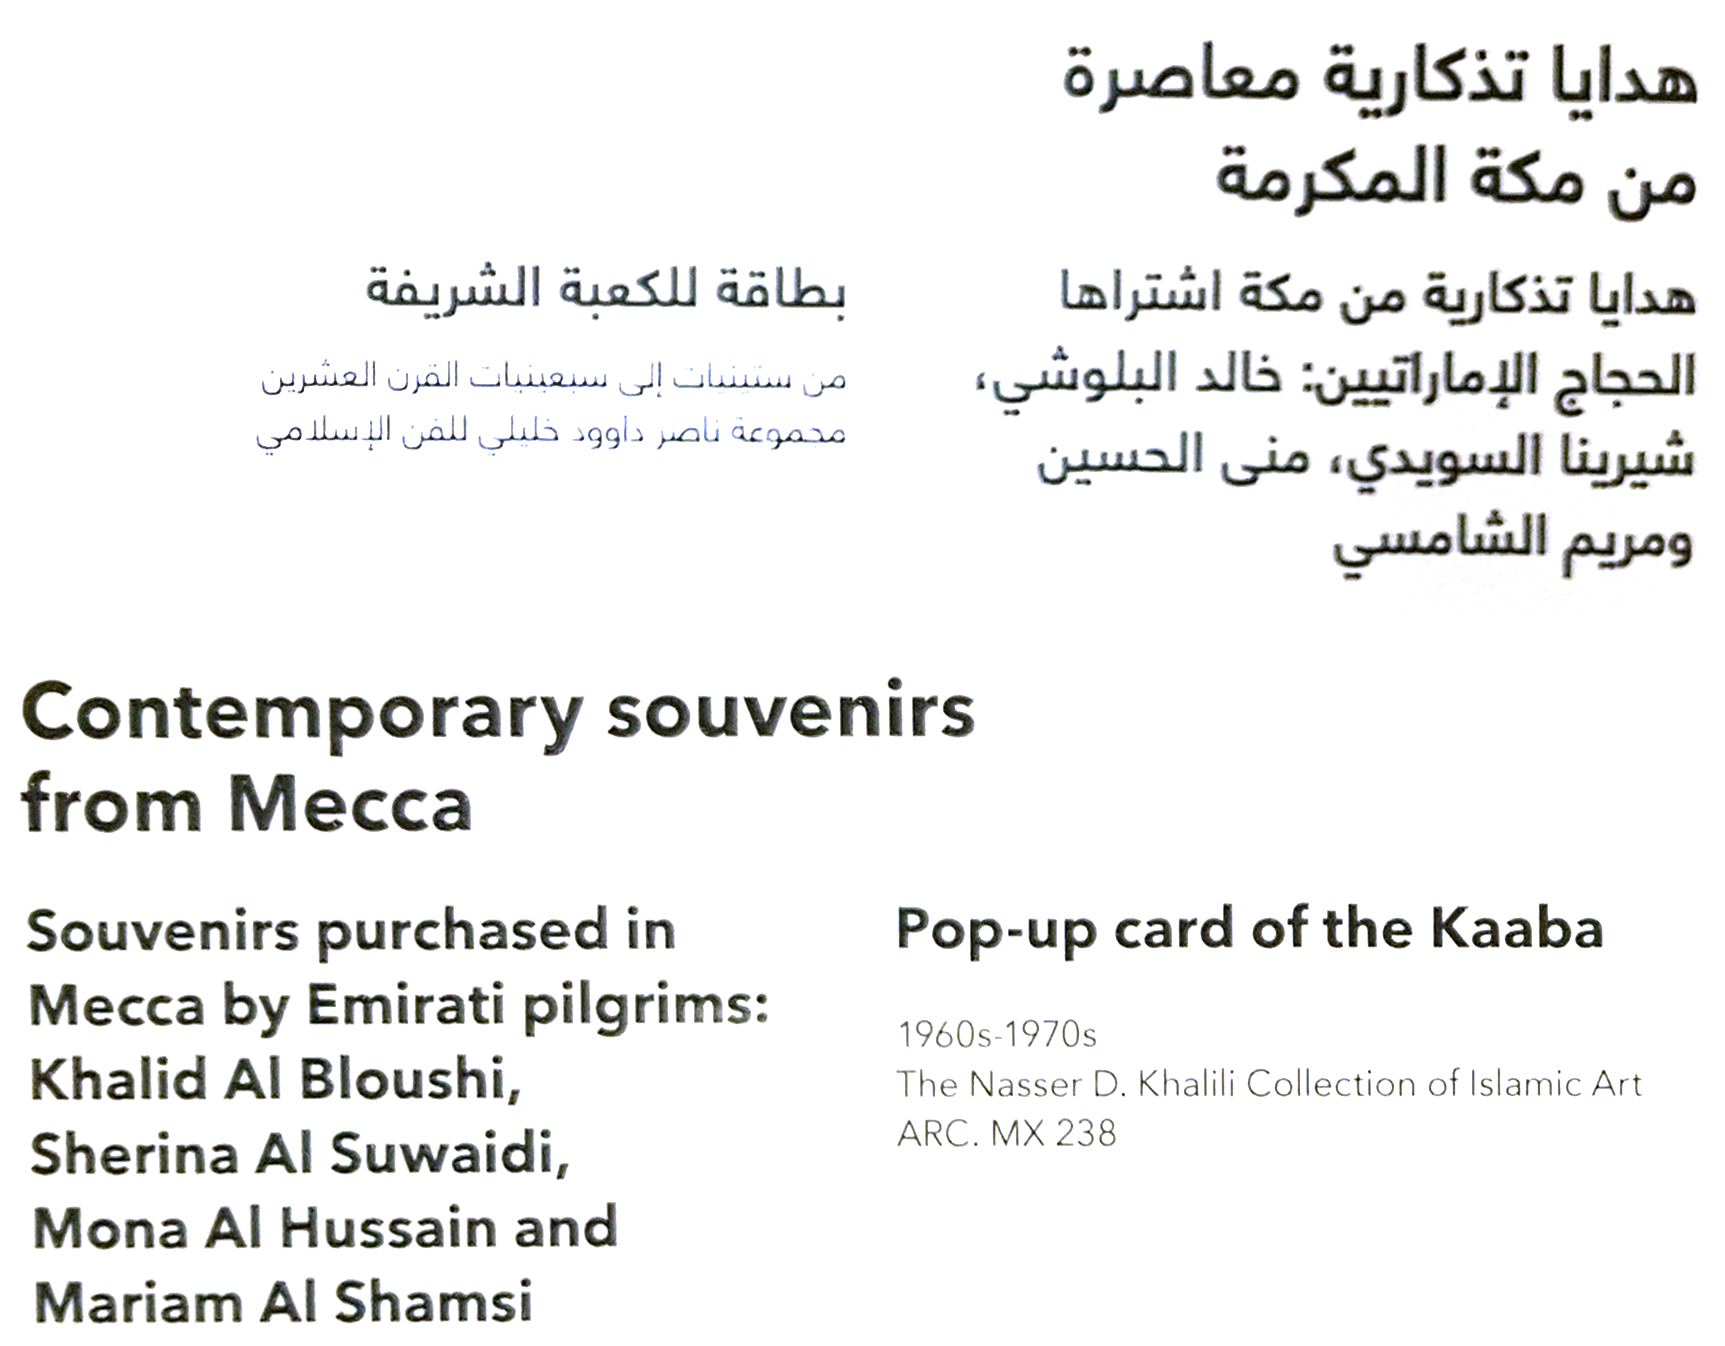 هدايا تذكارية معاصرة
من مكة المكرمة
هدايا تذكارية من مكة اشتراها
الحجاج الإماراتيين: خالد البلوشي،
شيرينا السويدي، منى الحسين
ومريم الشامسي
بطاقة للكعبة الشريفة
من ستينيات إلى سبعينيات القرن العشرين
مجموعة ناصر داوود خليلي للفن الإسلامي
Contemporary souvenirs
from Mecca
Souvenirs purchased in
Mecca by Emirati pilgrims:
Khalid Al Bloushi,
Sherina Al Suwaidi,
Mona Al Hussain and
Mariam Al Shamsi
Pop-up card of the Kaaba
1960s-1970s
The Nasser D. Khalili Collection of Islamic Art
ARC. MX 238